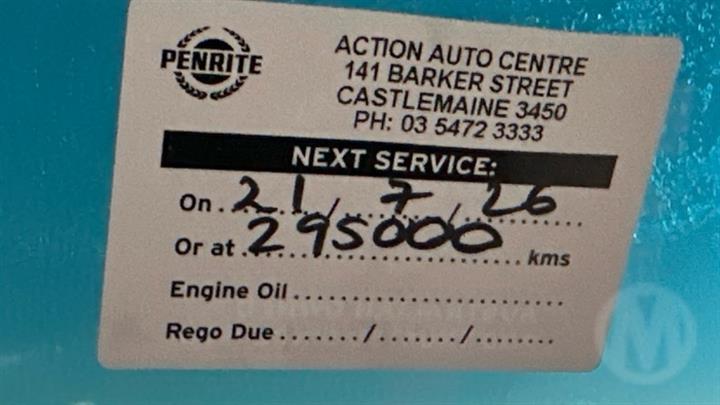 PENRITE
ACTION AUTO CENTRE
141 BARKER STREET
CASTLEMAINE 3450
PH: 03 5472 3333
NEXT SERVICE:
On. 21 / 7 / 26
Or at 295000 kms
Engine Oil..............................
Rego Due......../......../........
M